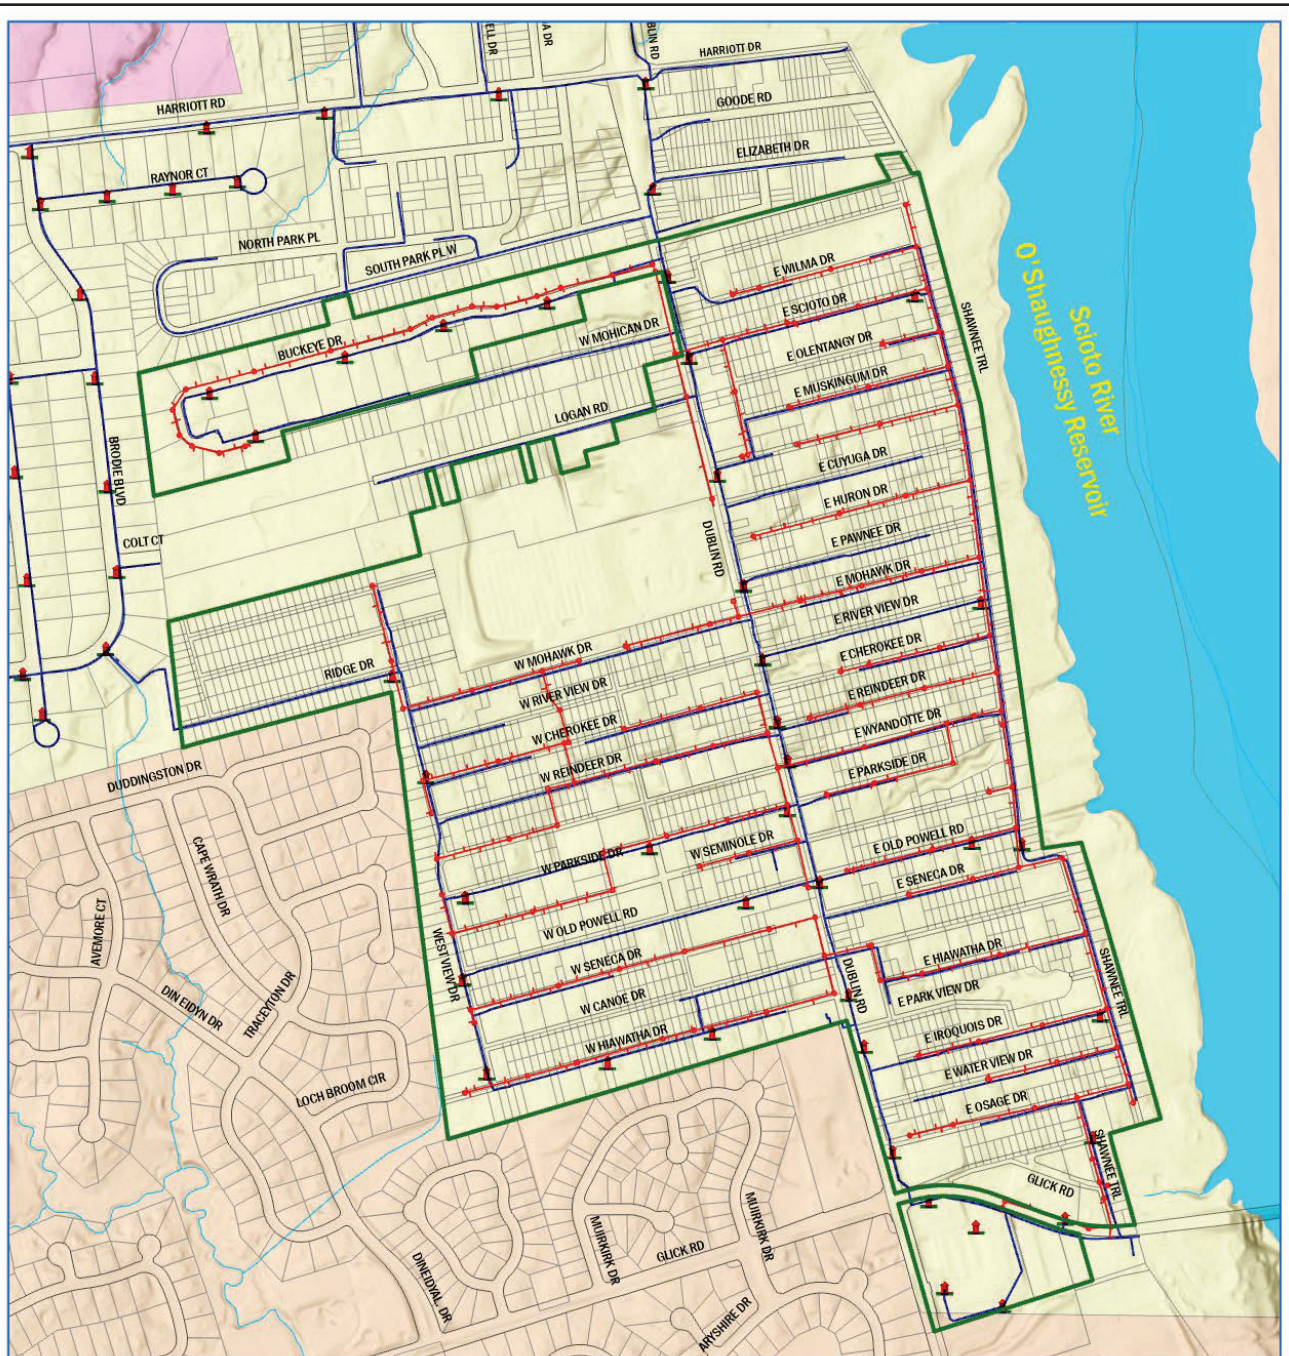 HARRIOTT DR
HARRIOTT RD
GOODE RD
ELIZABETH DR
RAYNOR CT
NORTH PARK PL
SOUTH PARK PL W
E WILMA DR
E SCIOTO DR
SHAWNEE TRL
Scioto River
O'Shaughnessy Reservoir
BUCKEYE DR
W MOHICAN DR
E OLENTANGY DR
E MUSKINGUM DR
LOGAN RD
BRODIE BLVD
E CUYUGA DR
E HURON DR
COLT CT
DUBLIN RD
E PAWNEE DR
E MOHAWK DR
E RIVER VIEW DR
E CHEROKEE DR
RIDGE DR
W MOHAWK DR
W RIVER VIEW DR
E REINDEER DR
W CHEROKEE DR
E WYANDOTTE DR
W REINDEER DR
E PARKSIDE DR
DUDDINGSTON DR
CAPE WRATH DR
W PARKSIDE DR
W SEMINOLE DR
E OLD POWELL RD
E SENECA DR
AVEMORE CT
WEST VIEW DR
W OLD POWELL RD
W SENECA DR
E HIAWATHA DR
SHAWNEE TRL
DUBLIN RD
E PARK VIEW DR
DIN EIDYN DR
TRACEYTON DR
W CANOE DR
W HIAWATHA DR
E IROQUOIS DR
E WATER VIEW DR
LOCH BROOM CIR
E OSAGE DR
SHAWNEE TRL
GLICK RD
MUIRKIRK DR
MUIRKIRK DR
GLICK RD
DINEIDYAL DR
ARYSHIRE DR